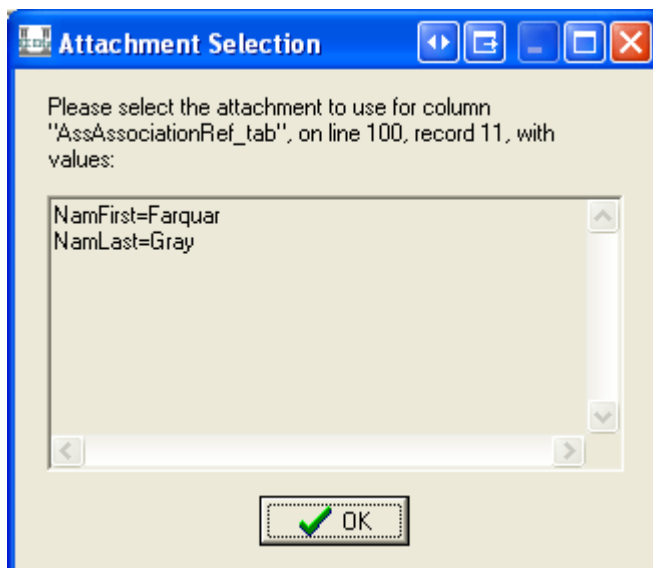 Attachment Selection
Please select the attachment to use for column
"AssAssociationRef_tab", on line 100, record 11, with
values:
NamFirst=Farquar
NamLast=Gray
OK